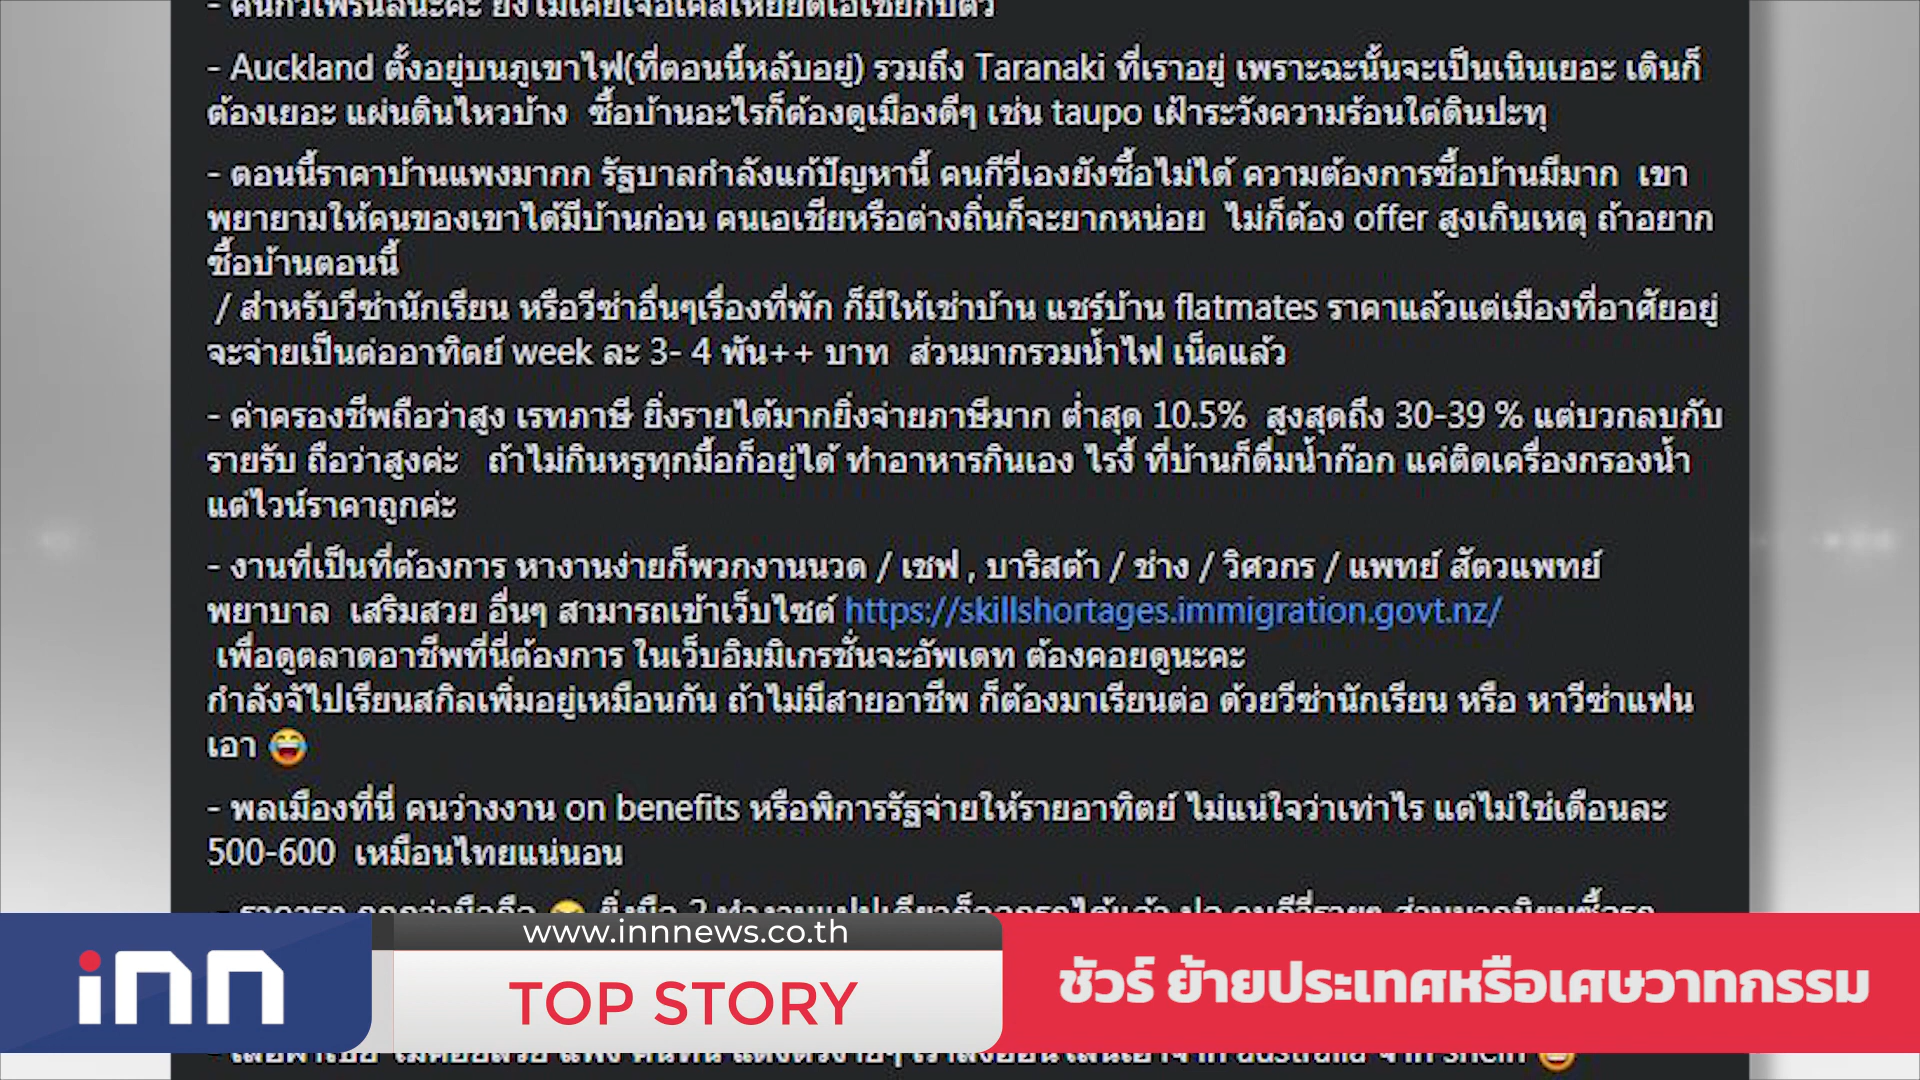 - คนกีวีเฟรนลี่นะคะ ยังไม่เคยเจอเคสเหยียดเอเชียกับตัว
- Auckland ตั้งอยู่บนภูเขาไฟ(ที่ตอนนี้หลับอยู่) รวมถึง Taranaki ที่เราอยู่ เพราะฉะนั้นจะเป็นเนินเยอะ เดินก็
ต้องเยอะ แผ่นดินไหวบ้าง ซื้อบ้านอะไรก็ต้องดูเมืองดีๆ เช่น taupo เฝ้าระวังความร้อนใต่ดินปะทุ
- ตอนนี้ราคาบ้านแพงมากก รัฐบาลกำลังแก้ปัญหานี้ คนกีวี่เองยังซื้อไม่ได้ ความต้องการซื้อบ้านมีมาก เขา
พยายามให้คนของเขาได้มีบ้านก่อน คนเอเชียหรือต่างถิ่นก็จะยากหน่อย ไม่ก็ต้อง offer สูงเกินเหตุ ถ้าอยาก
ซื้อบ้านตอนนี้
/ สำหรับวีซ่านักเรียน หรือวีซ่าอื่นๆเรื่องที่พัก ก็มีให้เช่าบ้าน แชร์บ้าน flatmates ราคาแล้วแต่เมืองที่อาศัยอยู่
จะจ่ายเป็นต่ออาทิตย์ week ละ 3- 4 พัน++ บาท ส่วนมากรวมน้ำไฟ เน็ตแล้ว
- ค่าครองชีพถือว่าสูง เรทภาษี ยิ่งรายได้มากยิ่งจ่ายภาษีมาก ต่ำสุด 10.5% สูงสุดถึง 30-39 % แต่บวกลบกับ
รายรับ ถือว่าสูงค่ะ ถ้าไม่กินหรูทุกมื้อก็อยู่ได้ ทำอาหารกินเอง ไรงี้ ที่บ้านก็ดื่มน้ำก๊อก แค่ติดเครื่องกรองน้ำ
แต่ไวน์ราคาถูกค่ะ
- งานที่เป็นที่ต้องการ หางานง่ายก็พวกงานนวด / เชฟ , บาริสต้า / ช่าง / วิศวกร / แพทย์ สัตวแพทย์
พยาบาล เสริมสวย อื่นๆ สามารถเข้าเว็บไซต์ https://skillshortages.immigration.govt.nz/
เพื่อดูตลาดอาชีพที่นี่ต้องการ ในเว็บอิมมิเกรชั่นจะอัพเดท ต้องคอยดูนะคะ
กำลังจัไปเรียนสกิลเพิ่มอยู่เหมือนกัน ถ้าไม่มีสายอาชีพ ก็ต้องมาเรียนต่อ ด้วยวีซ่านักเรียน หรือ หาวีซ่าแฟน
เอา 😂
- พลเมืองที่นี่ คนว่างงาน on benefits หรือพิการรัฐจ่ายให้รายอาทิตย์ ไม่แน่ใจว่าเท่าไร แต่ไม่ใช่เดือนละ
500-600 เหมือนไทยแน่นอน
www.innnews.co.th
inn
TOP STORY
ชัวร์ ย้ายประเทศหรือเศษวาทกรรม